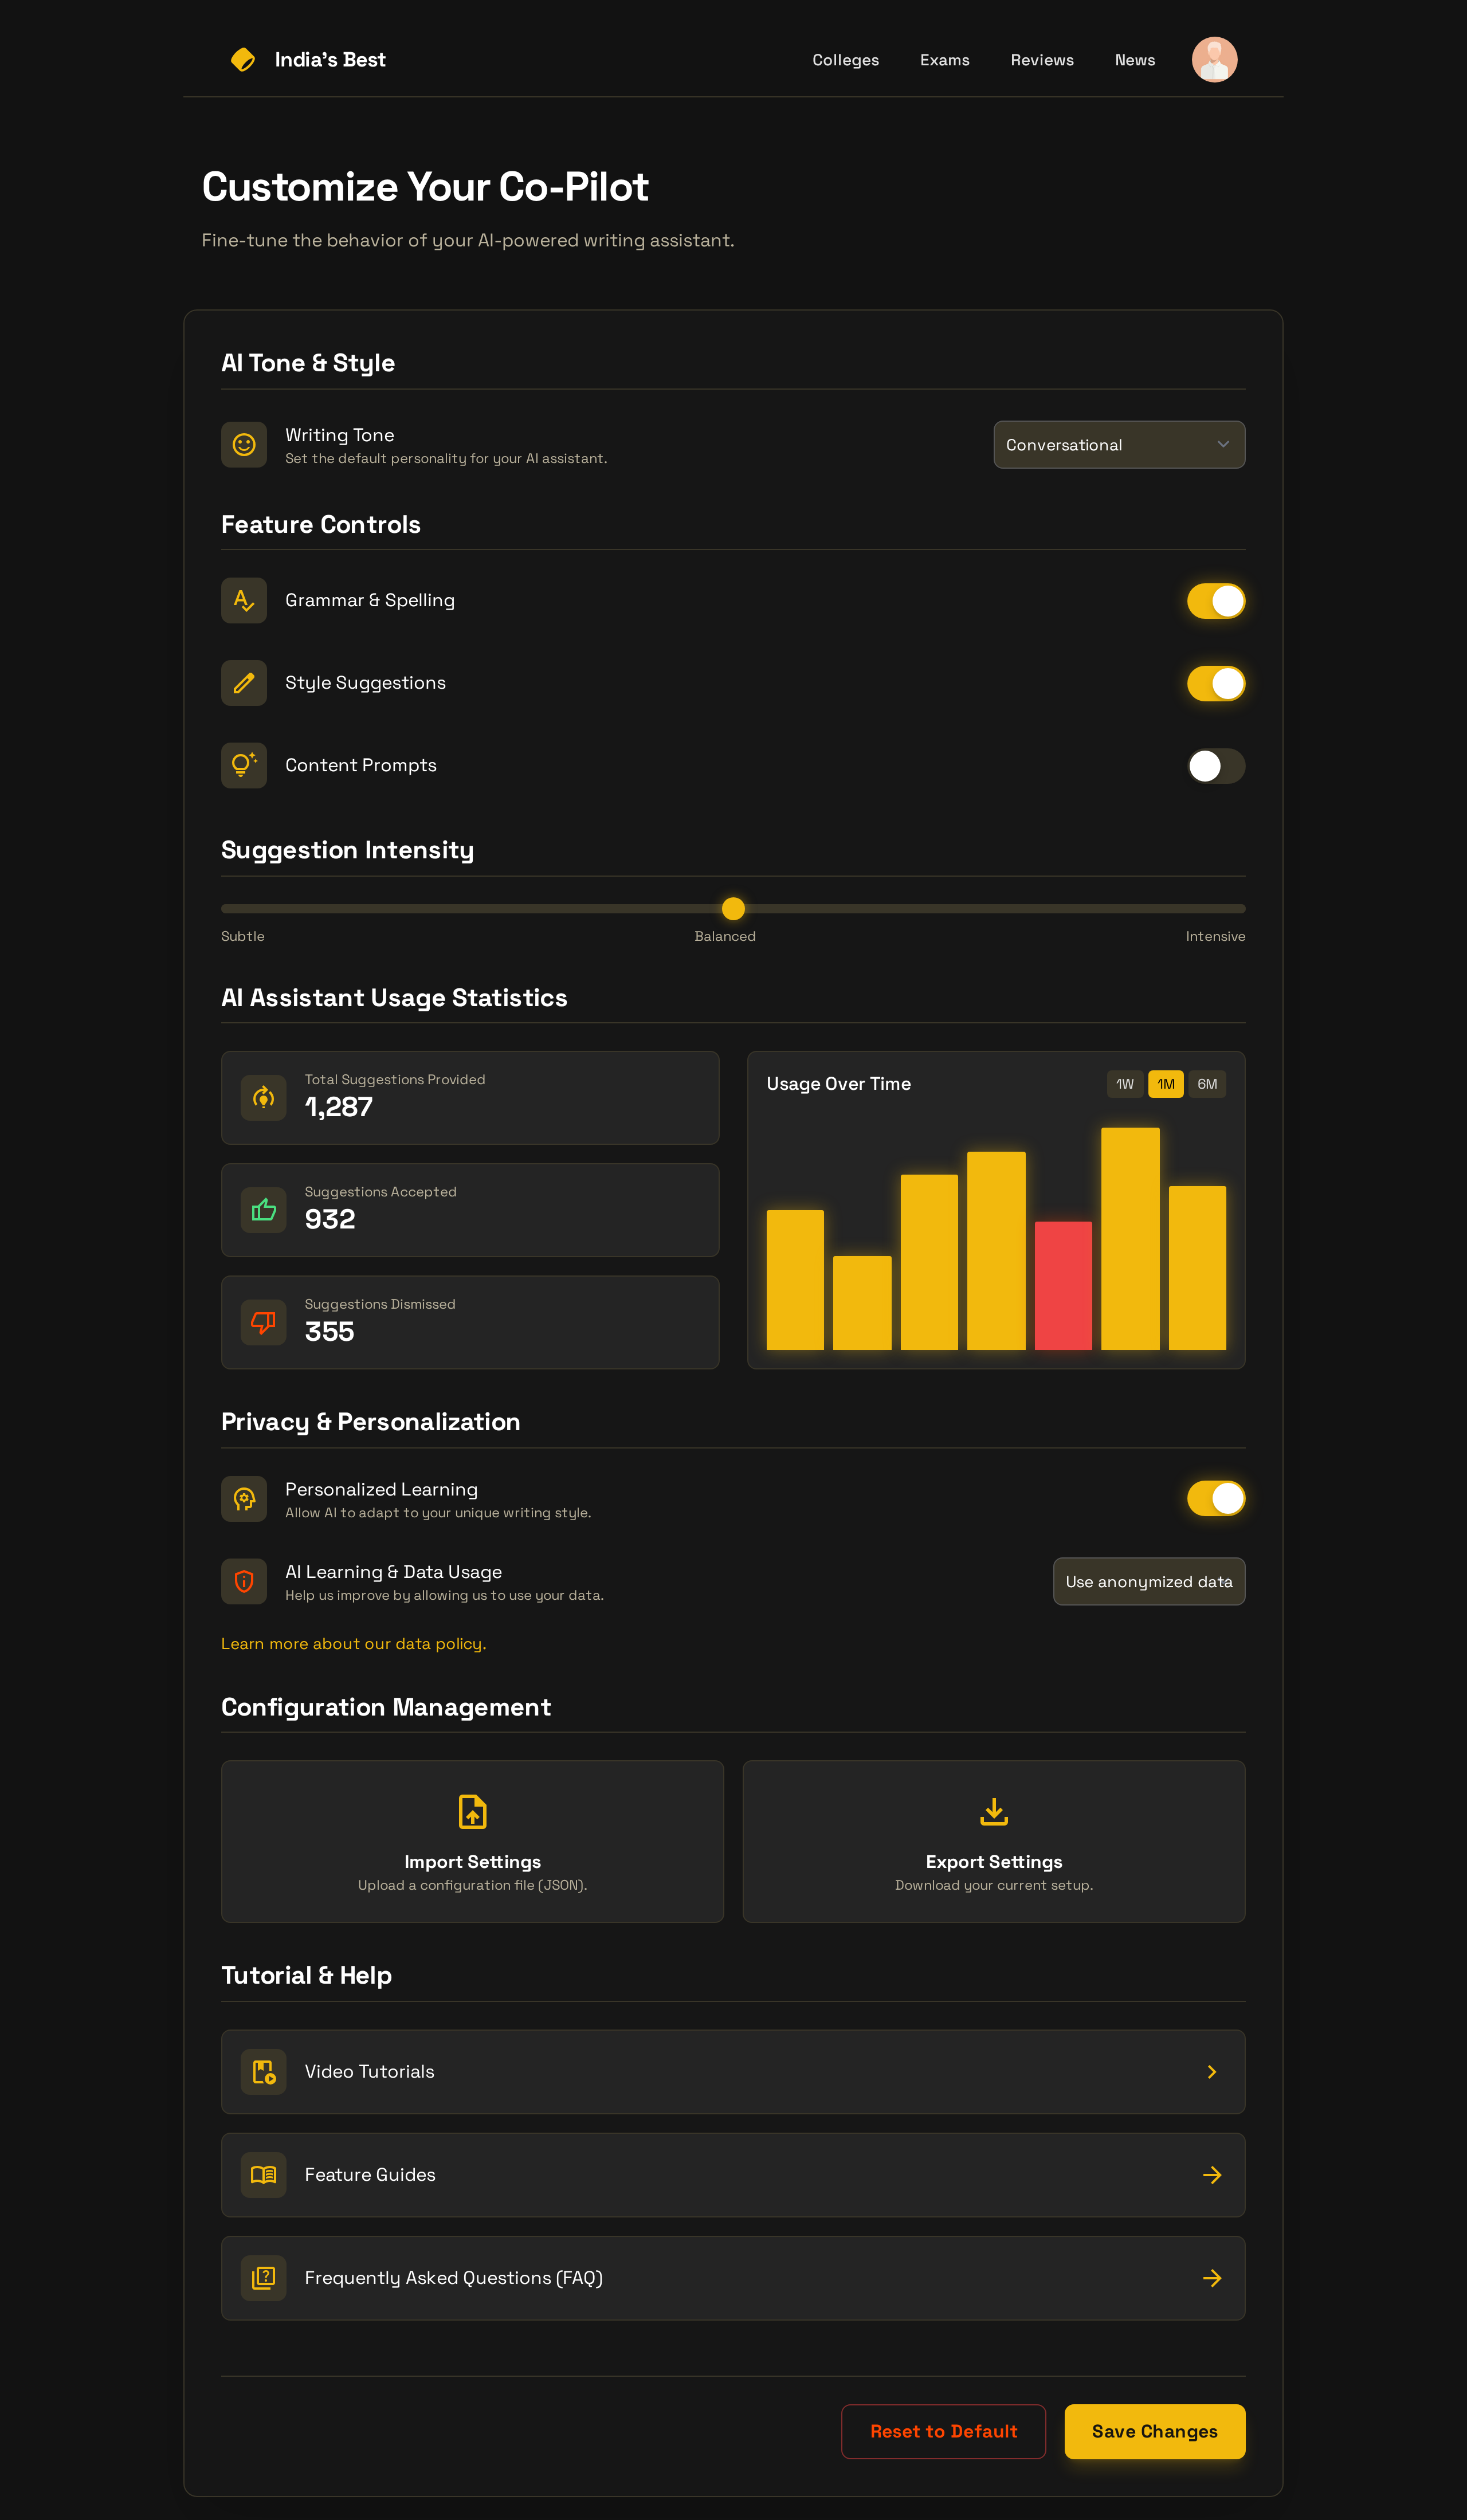 India's Best
Colleges
Exams
Reviews
News
Customize Your Co-Pilot
Fine-tune the behavior of your AI-powered writing assistant.
AI Tone & Style
Writing Tone
Set the default personality for your AI assistant.
Conversational
Feature Controls
Grammar & Spelling
Style Suggestions
Content Prompts
Suggestion Intensity
Subtle
Balanced
Intensive
AI Assistant Usage Statistics
Total Suggestions Provided
1,287
Suggestions Accepted
932
Suggestions Dismissed
355
Usage Over Time
1W
1M
6M
Privacy & Personalization
Personalized Learning
Allow AI to adapt to your unique writing style.
AI Learning & Data Usage
Help us improve by allowing us to use your data.
Use anonymized data
Learn more about our data policy.
Configuration Management
Import Settings
Upload a configuration file (JSON).
Export Settings
Download your current setup.
Tutorial & Help
Video Tutorials
Feature Guides
Frequently Asked Questions (FAQ)
Reset to Default
Save Changes